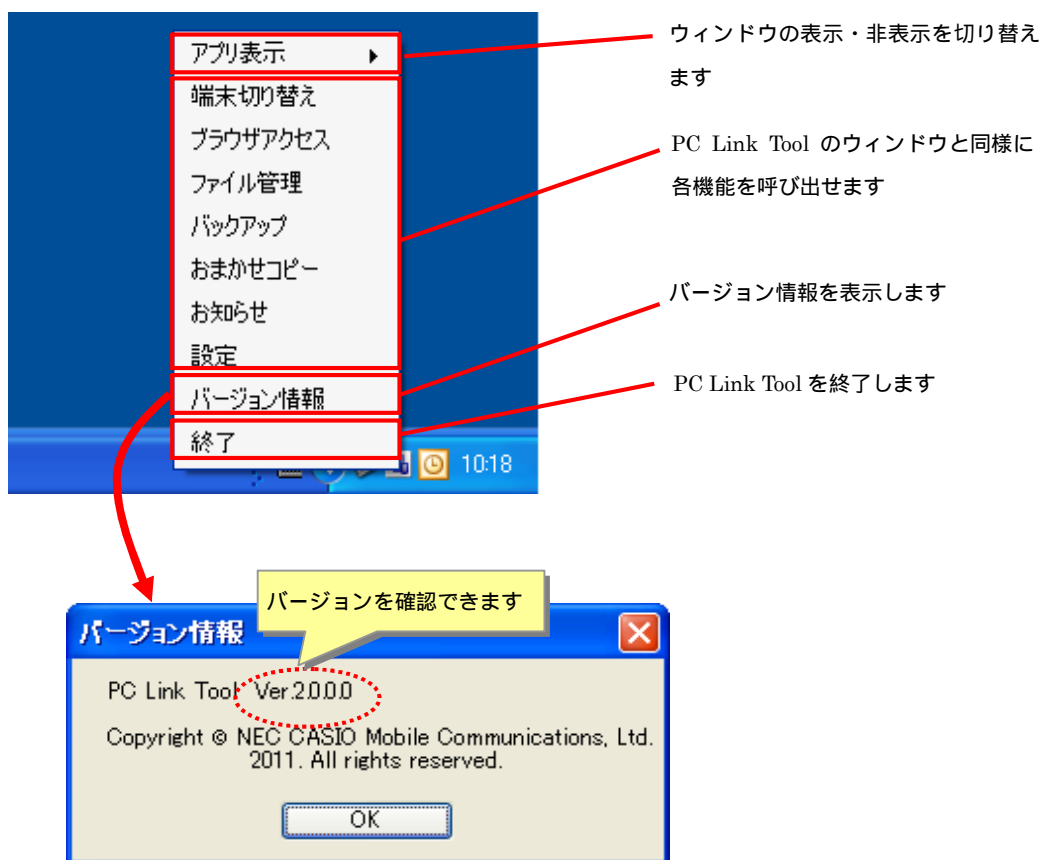 アプリ表示
端末切り替え
ブラウザアクセス
ファイル管理
バックアップ
おまかせコピー
お知らせ
設定
バージョン情報
終了
10:18
ウィンドウの表示・非表示を切り替え
ます
PC Link Tool のウィンドウと同様に
各機能を呼び出せます
バージョン情報を表示します
PC Link Tool を終了します
バージョンを確認できます
バージョン情報
PC Link Tool Ver.2.0.0.0
Copyright © NEC CASIO Mobile Communications, Ltd.
2011. All rights reserved.
OK